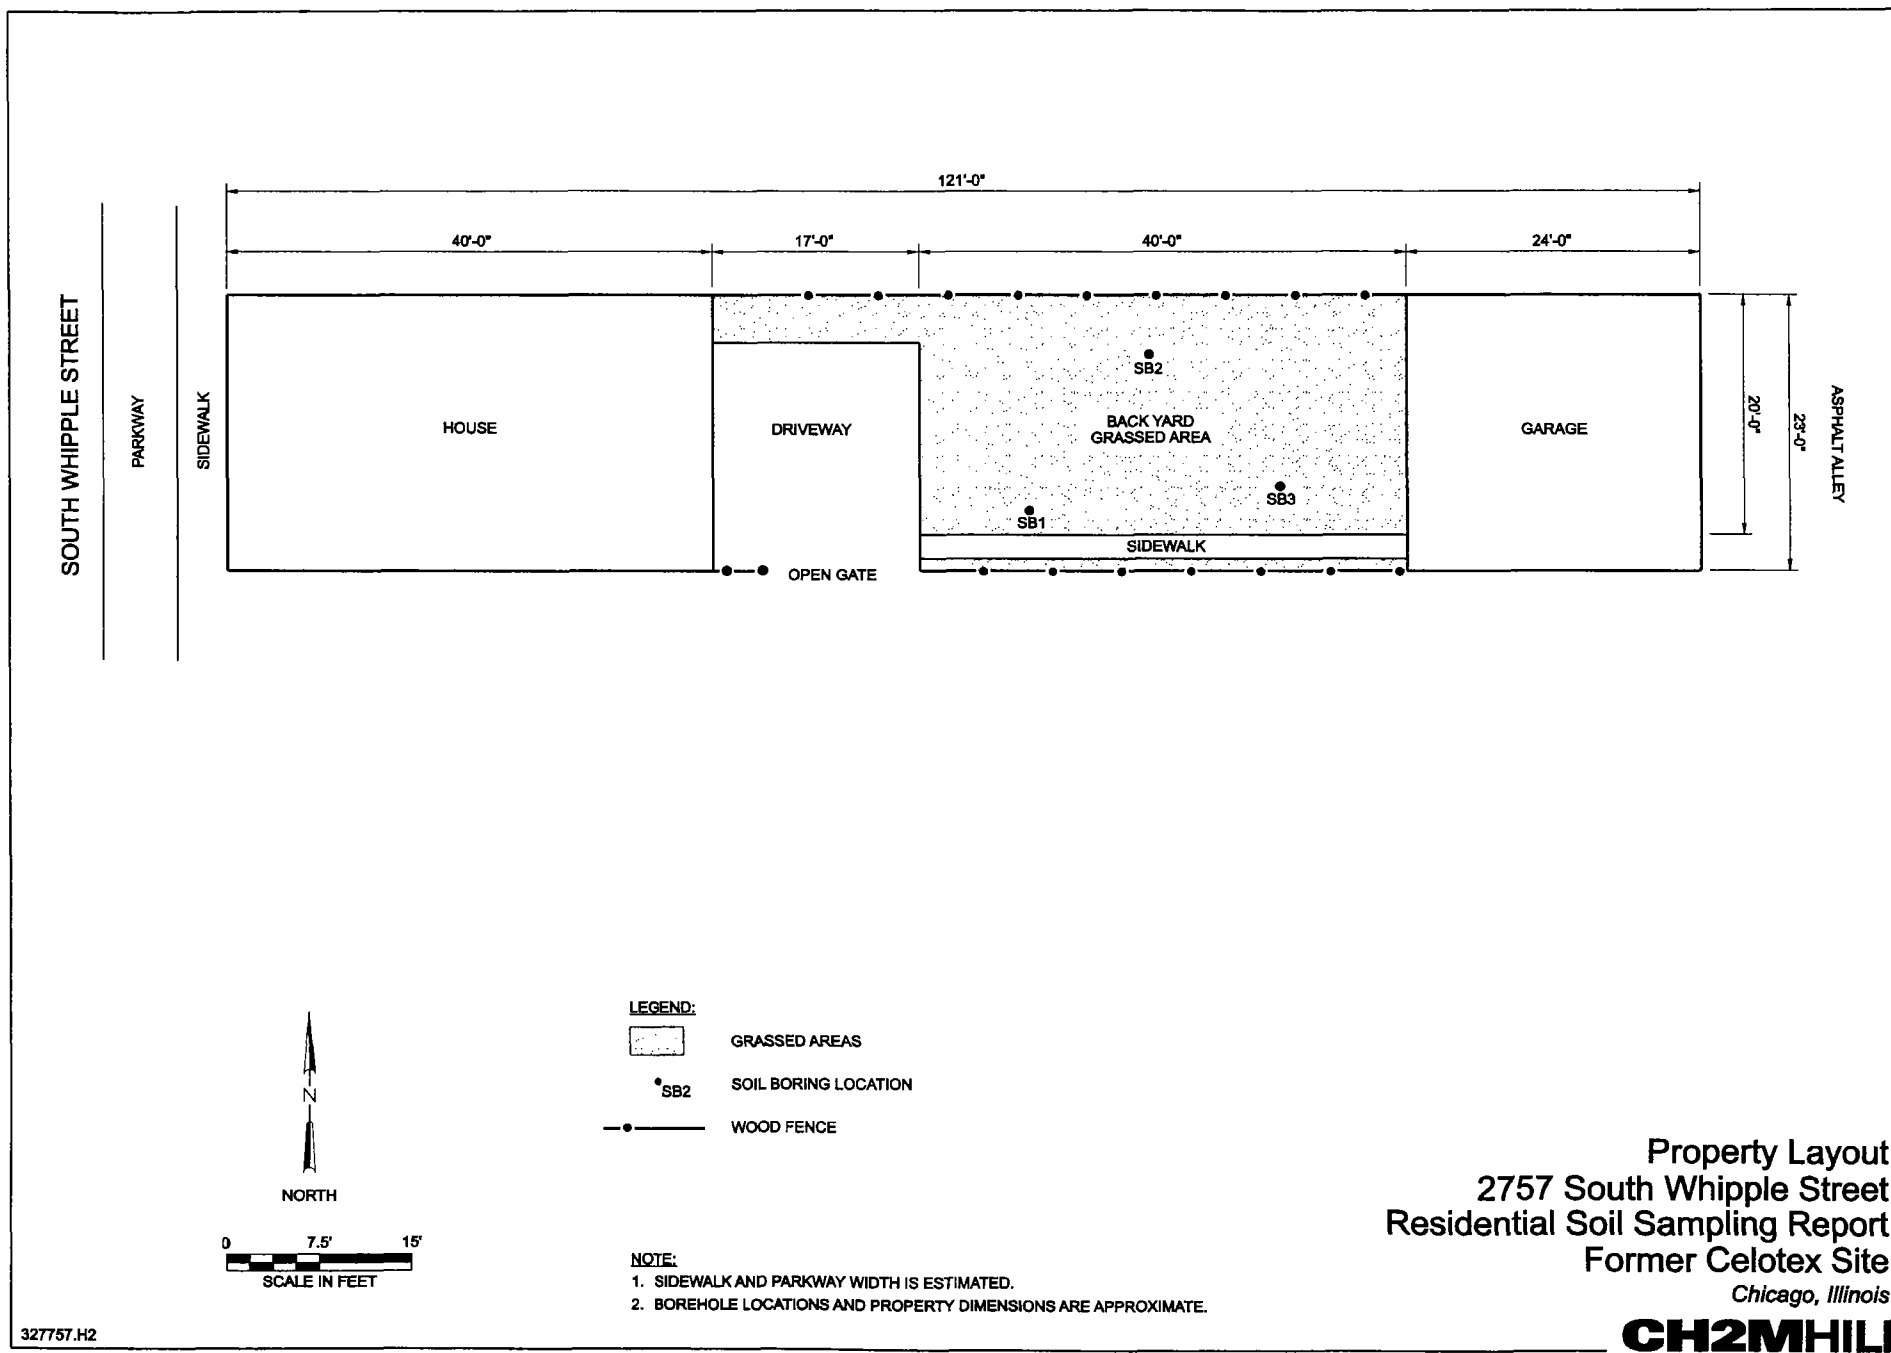 121'-0"
40'-0"
17'-0"
40'-0"
24'-0"
SOUTH WHIPPLE STREET
PARKWAY
SIDEWALK
HOUSE
DRIVEWAY
SB2
BACK YARD
GRASSED AREA
SB3
SB1
SIDEWALK
OPEN GATE
GARAGE
20'-0"
23'-0"
ASPHALT ALLEY
N
NORTH
0 7.5' 15'
SCALE IN FEET
LEGEND:
GRASSED AREAS
SB2 SOIL BORING LOCATION
WOOD FENCE
NOTE:
1. SIDEWALK AND PARKWAY WIDTH IS ESTIMATED.
2. BOREHOLE LOCATIONS AND PROPERTY DIMENSIONS ARE APPROXIMATE.
Property Layout
2757 South Whipple Street
Residential Soil Sampling Report
Former Celotex Site
Chicago, Illinois
CH2MHILL
327757.H2